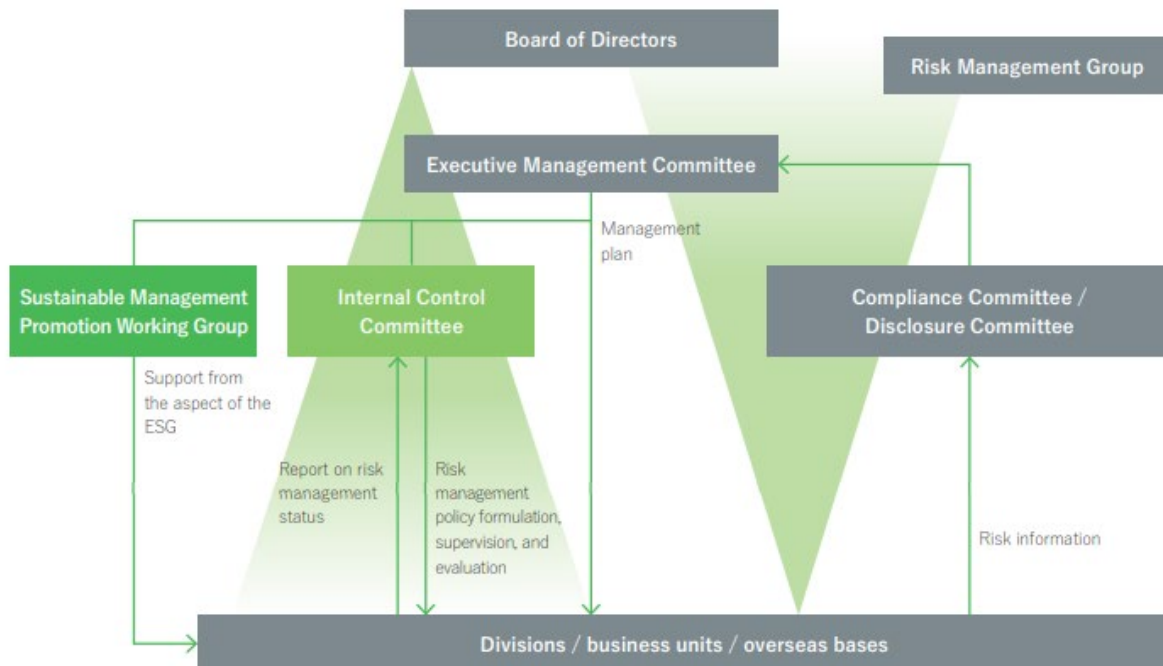 Board of Directors
Risk Management Group
Executive Management Committee
Management
plan
Sustainable Management
Promotion Working Group
Internal Control
Committee
Compliance Committee /
Disclosure Committee
Support from
the aspect of the
ESG
Report on risk
management
status
Risk
management
policy formulation,
supervision, and
evaluation
Risk information
Divisions / business units / overseas bases